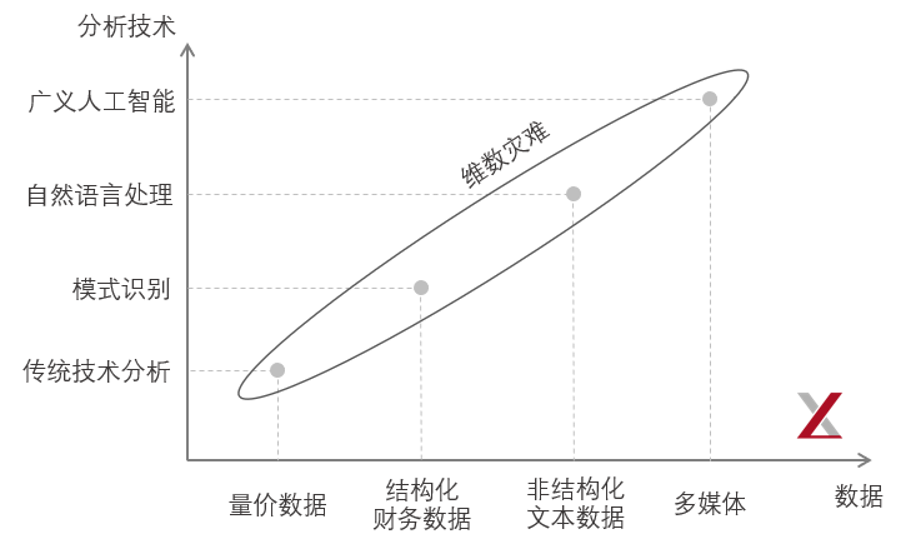 分析技术
广义人工智能
维数灾难
自然语言处理
模式识别
传统技术分析
量价数据
结构化
财务数据
非结构化
文本数据
多媒体
数据